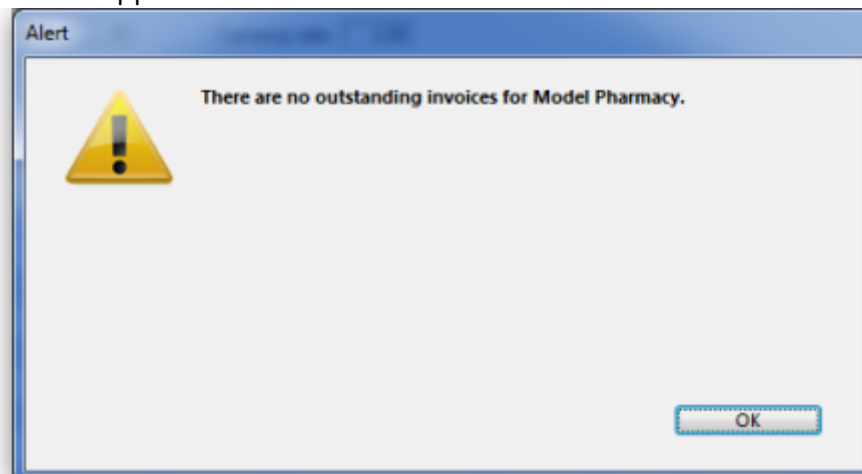 Alert
There are no outstanding invoices for Model Pharmacy.
OK